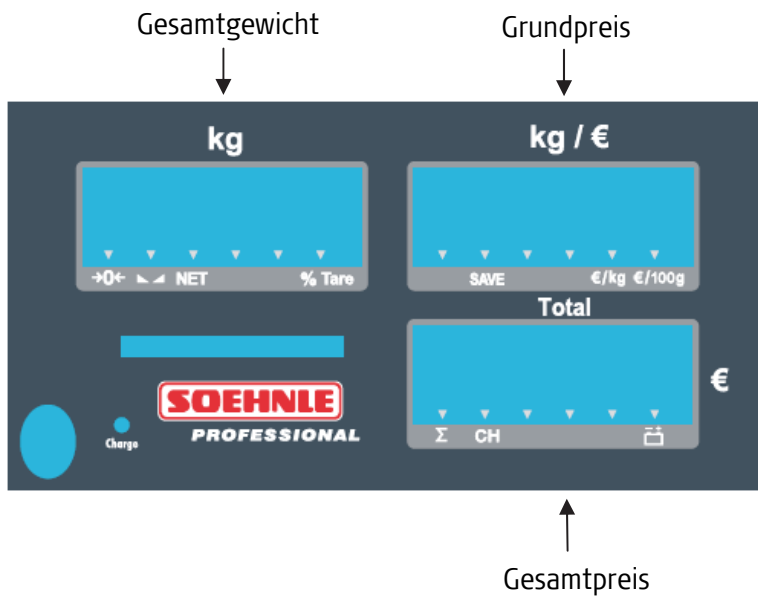 Gesamtgewicht
Grundpreis
kg
kg / €
→0← NET % Tare
SAVE €/kg €/100g
Total
€
SOEHNLE
PROFESSIONAL
Charge
Σ CH
Gesamtpreis